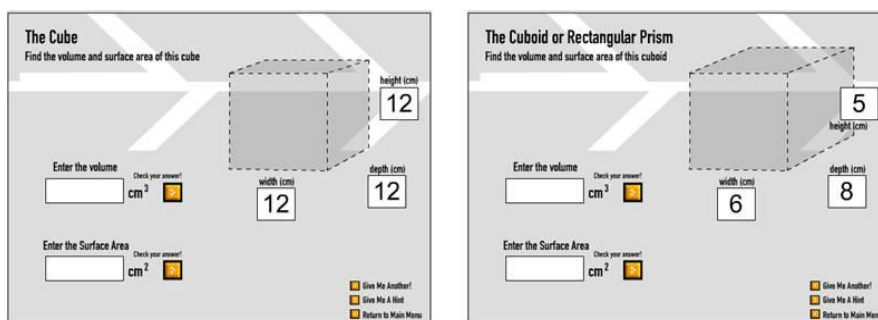 The Cube
Find the volume and surface area of this cube
height (cm)
12
Enter the volume
Check your answer!
cm3
width (cm)
12
depth (cm)
12
Enter the Surface Area
Check your answer!
cm2
Give Me Another!
Give Me A Hint
Return to Main Menu
The Cuboid or Rectangular Prism
Find the volume and surface area of this cuboid
5
height (cm)
Enter the volume
Check your answer!
cm3
width (cm)
6
depth (cm)
8
Enter the Surface Area
Check your answer!
cm2
Give Me Another!
Give Me A Hint
Return to Main Menu